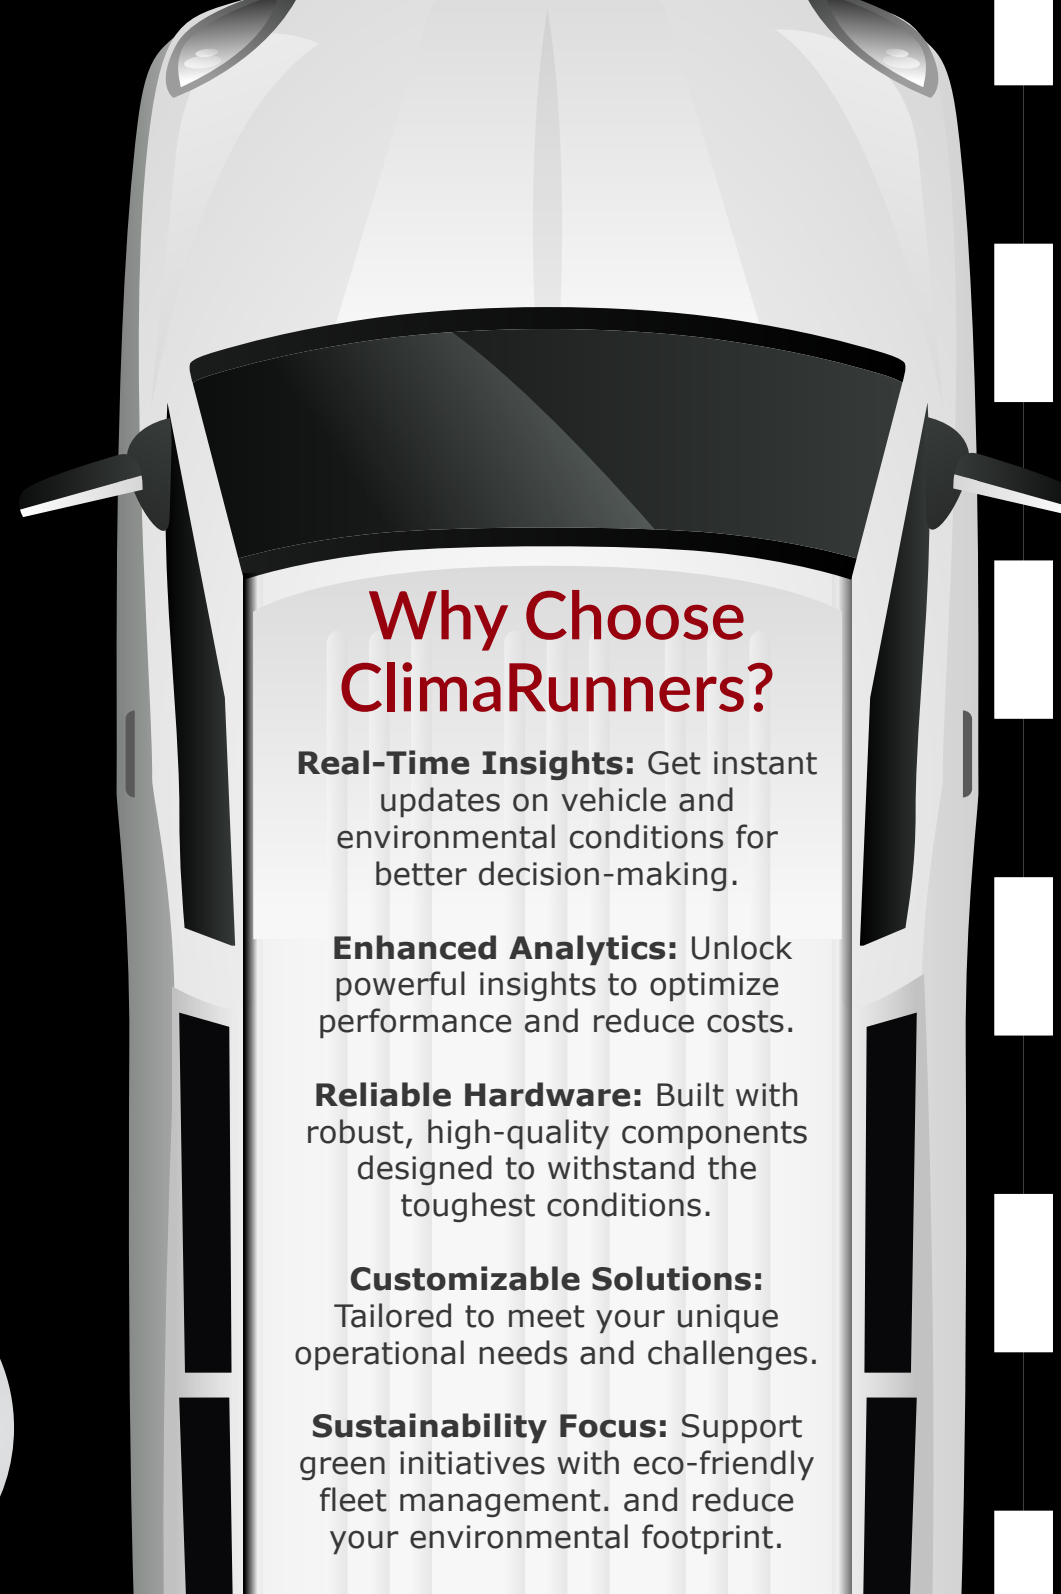 Why Choose
ClimaRunners?
Real-Time Insights: Get instant
updates on vehicle and
environmental conditions for
better decision-making.
Enhanced Analytics: Unlock
powerful insights to optimize
performance and reduce costs.
Reliable Hardware: Built with
robust, high-quality components
designed to withstand the
toughest conditions.
Customizable Solutions:
Tailored to meet your unique
operational needs and challenges.
Sustainability Focus: Support
green initiatives with eco-friendly
fleet management. and reduce
your environmental footprint.